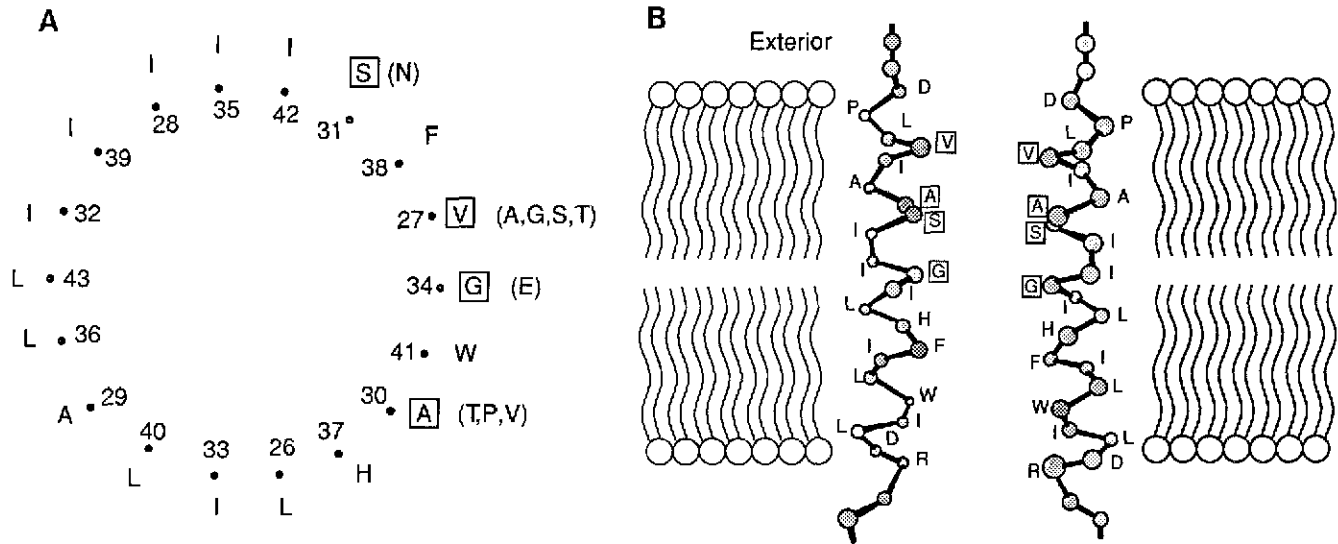 A
I
I
I
S (N)
28
35
42
31
I
39
F
38
I
32
27
V (A,G,S,T)
L
43
34
G (E)
L
36
41
W
A
29
30
A (T,P,V)
40
33
26
37
L
I
L
H
B
Exterior
D
P
L
V
I
A
A
S
I
I
G
I
L
H
F
I
L
W
I
L
D
R
D
P
L
V
I
A
A
S
I
I
G
I
L
H
F
I
L
W
I
L
D
R